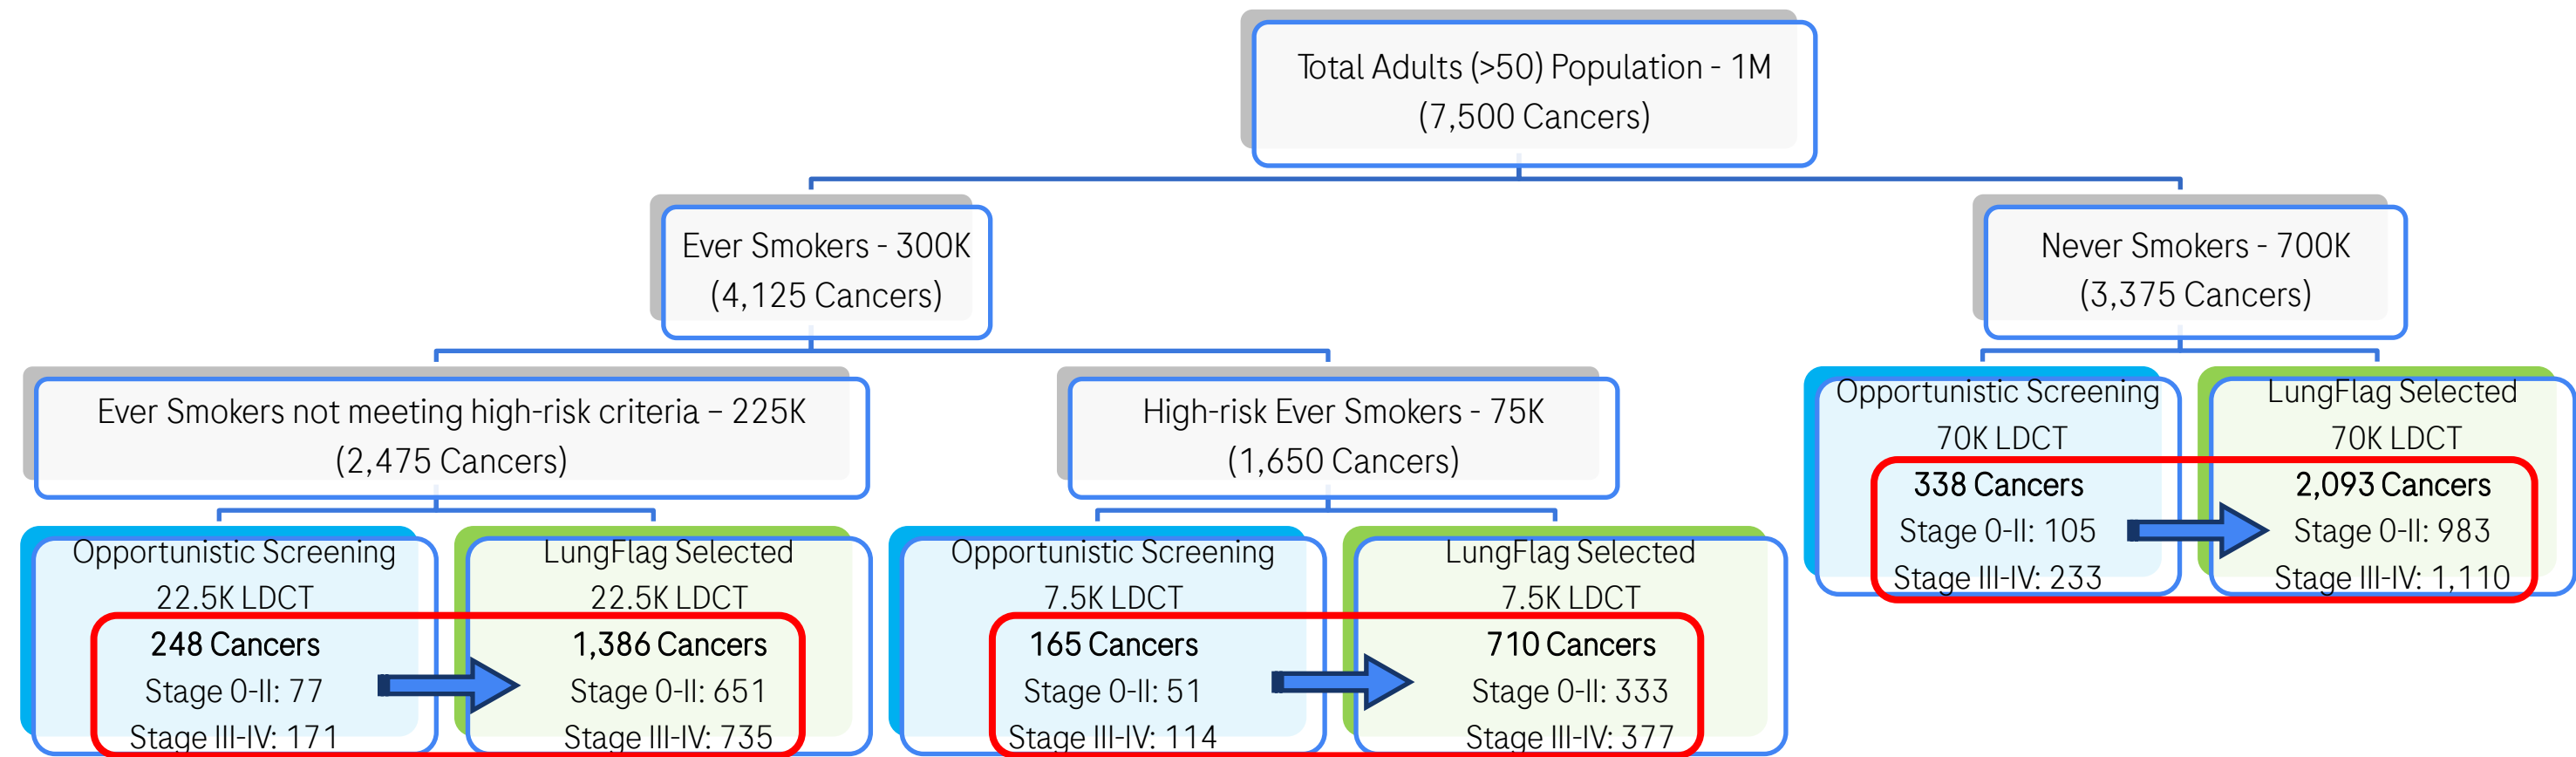 Total Adults (>50) Population - 1M
(7,500 Cancers)
Ever Smokers - 300K
(4,125 Cancers)
Never Smokers - 700K
(3,375 Cancers)
Ever Smokers not meeting high-risk criteria – 225K
(2,475 Cancers)
High-risk Ever Smokers - 75K
(1,650 Cancers)
Opportunistic Screening
70K LDCT
338 Cancers
Stage 0-II: 105
Stage III-IV: 233
LungFlag Selected
70K LDCT
2,093 Cancers
Stage 0-II: 983
Stage III-IV: 1,110
Opportunistic Screening
22.5K LDCT
248 Cancers
Stage 0-II: 77
Stage III-IV: 171
LungFlag Selected
22.5K LDCT
1,386 Cancers
Stage 0-II: 651
Stage III-IV: 735
Opportunistic Screening
7.5K LDCT
165 Cancers
Stage 0-II: 51
Stage III-IV: 114
LungFlag Selected
7.5K LDCT
710 Cancers
Stage 0-II: 333
Stage III-IV: 377